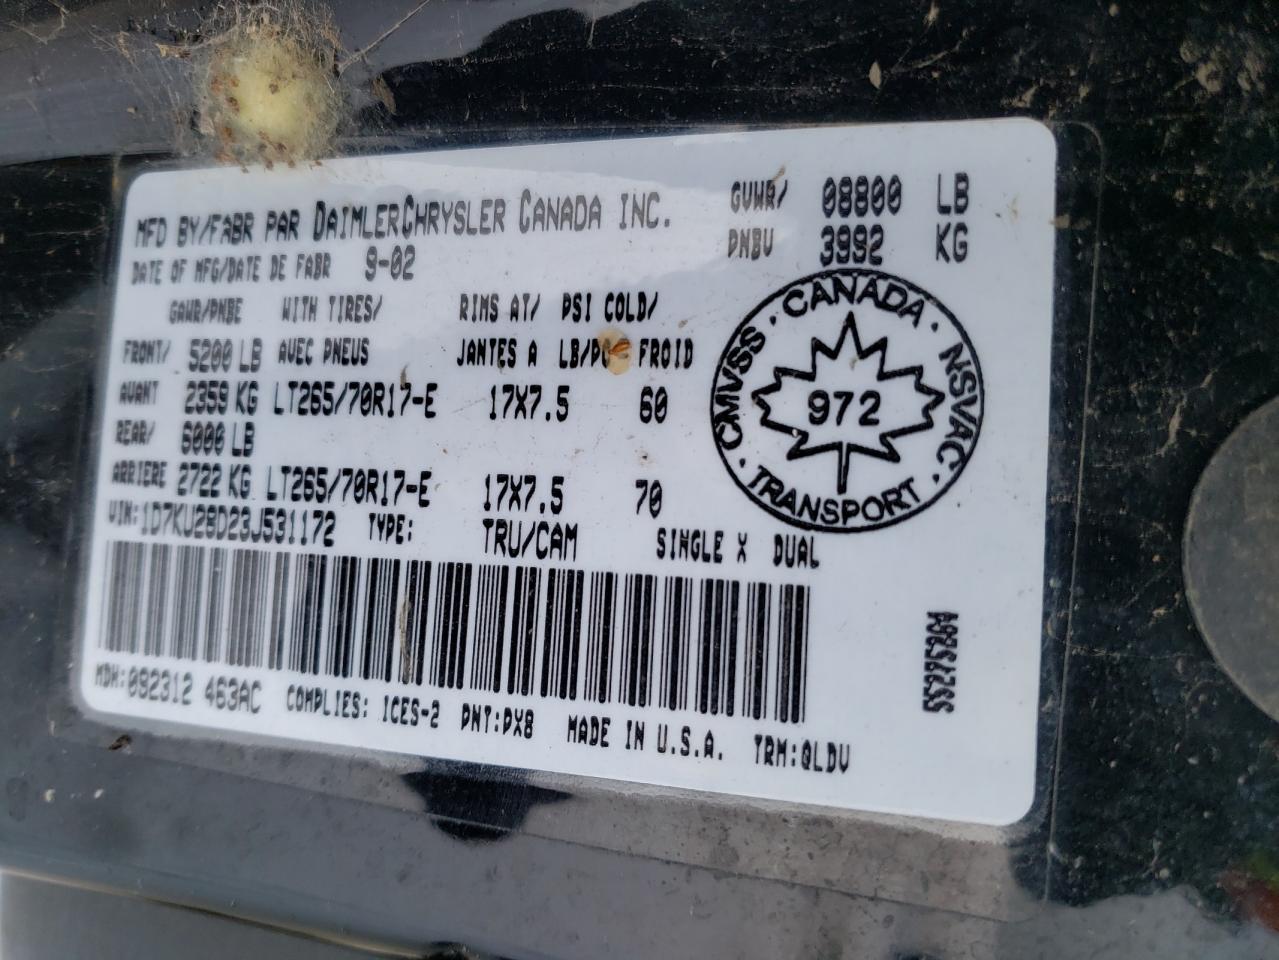 MFD BY/FABR PAR DAIMLERCHRYSLER CANADA INC.
GVWR/ 08800 LB
PNBV 3992 KG
DATE OF MFG/DATE DE FABR 9-02
GAWR/PNBE WITH TIRES/ RIMS AT/ PSI COLD/
FRONT/ 5200 LB AVEC PNEUS JANTES A FROID
AVANT 2359 KG LT265/70R17-E 17X7.5 60
REAR/ 6000 LB
ARRIERE 2722 KG LT265/70R17-E 17X7.5 70
VIN: 1D7KU28D23J531172 TYPE: TRU/CAM SINGLE X DUAL
CANADA · NSVAC · TRANSPORT · CMVSS ·
972
MDH: 092312 463AC COMPLIES: ICES-2 PNT: PX8 MADE IN U.S.A. TRM: QLDV